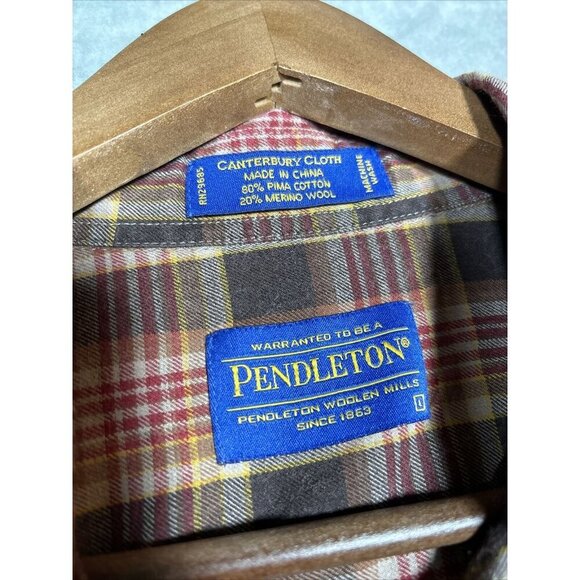 RN29685
CANTERBURY CLOTH
MADE IN CHINA
80% PIMA COTTON
20% MERINO WOOL
MACHINE
WASH
WARRANTED TO BE A
PENDLETON®
PENDLETON WOOLEN MILLS
SINCE 1863
L